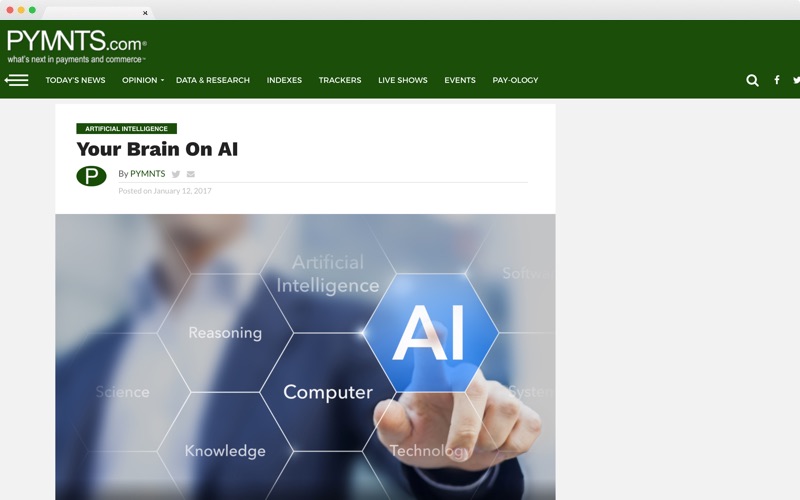 PYMNTS.com®
what's next in payments and commerce™
TODAY'S NEWS OPINION DATA & RESEARCH INDEXES TRACKERS LIVE SHOWS EVENTS PAY-OLOGY
ARTIFICIAL INTELLIGENCE
Your Brain On AI
P
By PYMNTS
Posted on January 12, 2017
Artificial
Intelligence
Softw
Reasoning
AI
Science
Computer
System
Knowledge
Technology